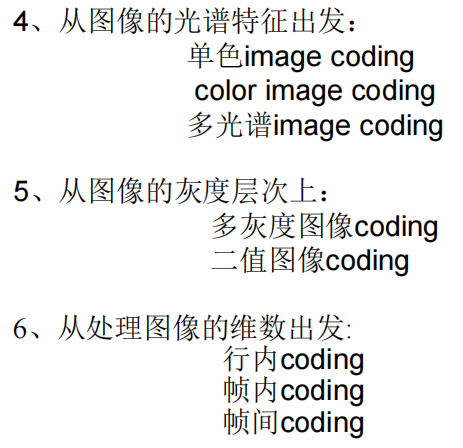 4、从图像的光谱特征出发：
单色image coding
color image coding
多光谱image coding
5、从图像的灰度层次上：
多灰度图像coding
二值图像coding
6、从处理图像的维数出发:
行内coding
帧内coding
帧间coding